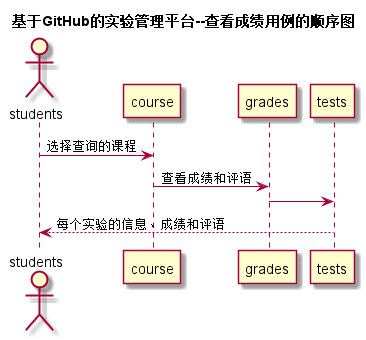 基于GitHub的实验管理平台--查看成绩用例的顺序图
students
course
grades
tests
选择查询的课程
查看成绩和评语
每个实验的信息、成绩和评语
students
course
grades
tests